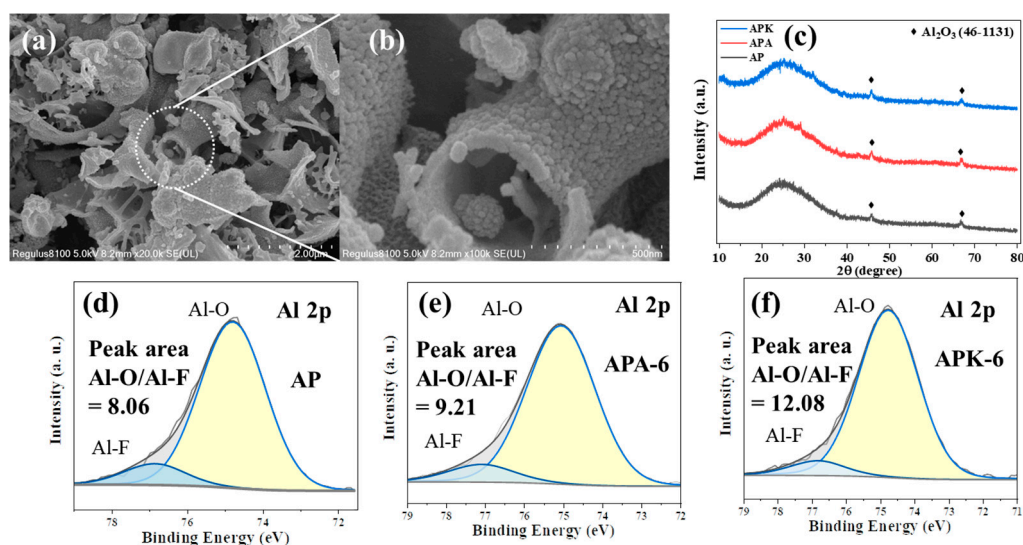 (a)
Regulus8100 5.0kV 8.2mm x20.0k SE(UL)
2.00μm
(b)
Regulus8100 5.0kV 8.2mm x100k SE(UL)
500nm
(c)
APK
APA
AP
♦ Al₂O₃ (46-1131)
Intensity (a. u.)
10 20 30 40 50 60 70 80
2θ (degree)
(d)
Al-O
Al 2p
Peak area
Al-O/Al-F
= 8.06
AP
Al-F
Intensity (a. u.)
78 76 74 72
Binding Energy (eV)
(e)
Al-O
Al 2p
Peak area
Al-O/Al-F
= 9.21
APA-6
Al-F
Intensity (a. u.)
79 78 77 76 75 74 73 72
Binding Energy (eV)
(f)
Al-O
Al 2p
Peak area
Al-O/Al-F
= 12.08
APK-6
Al-F
Intensity (a. u.)
79 78 77 76 75 74 73 72 71
Binding Energy (eV)